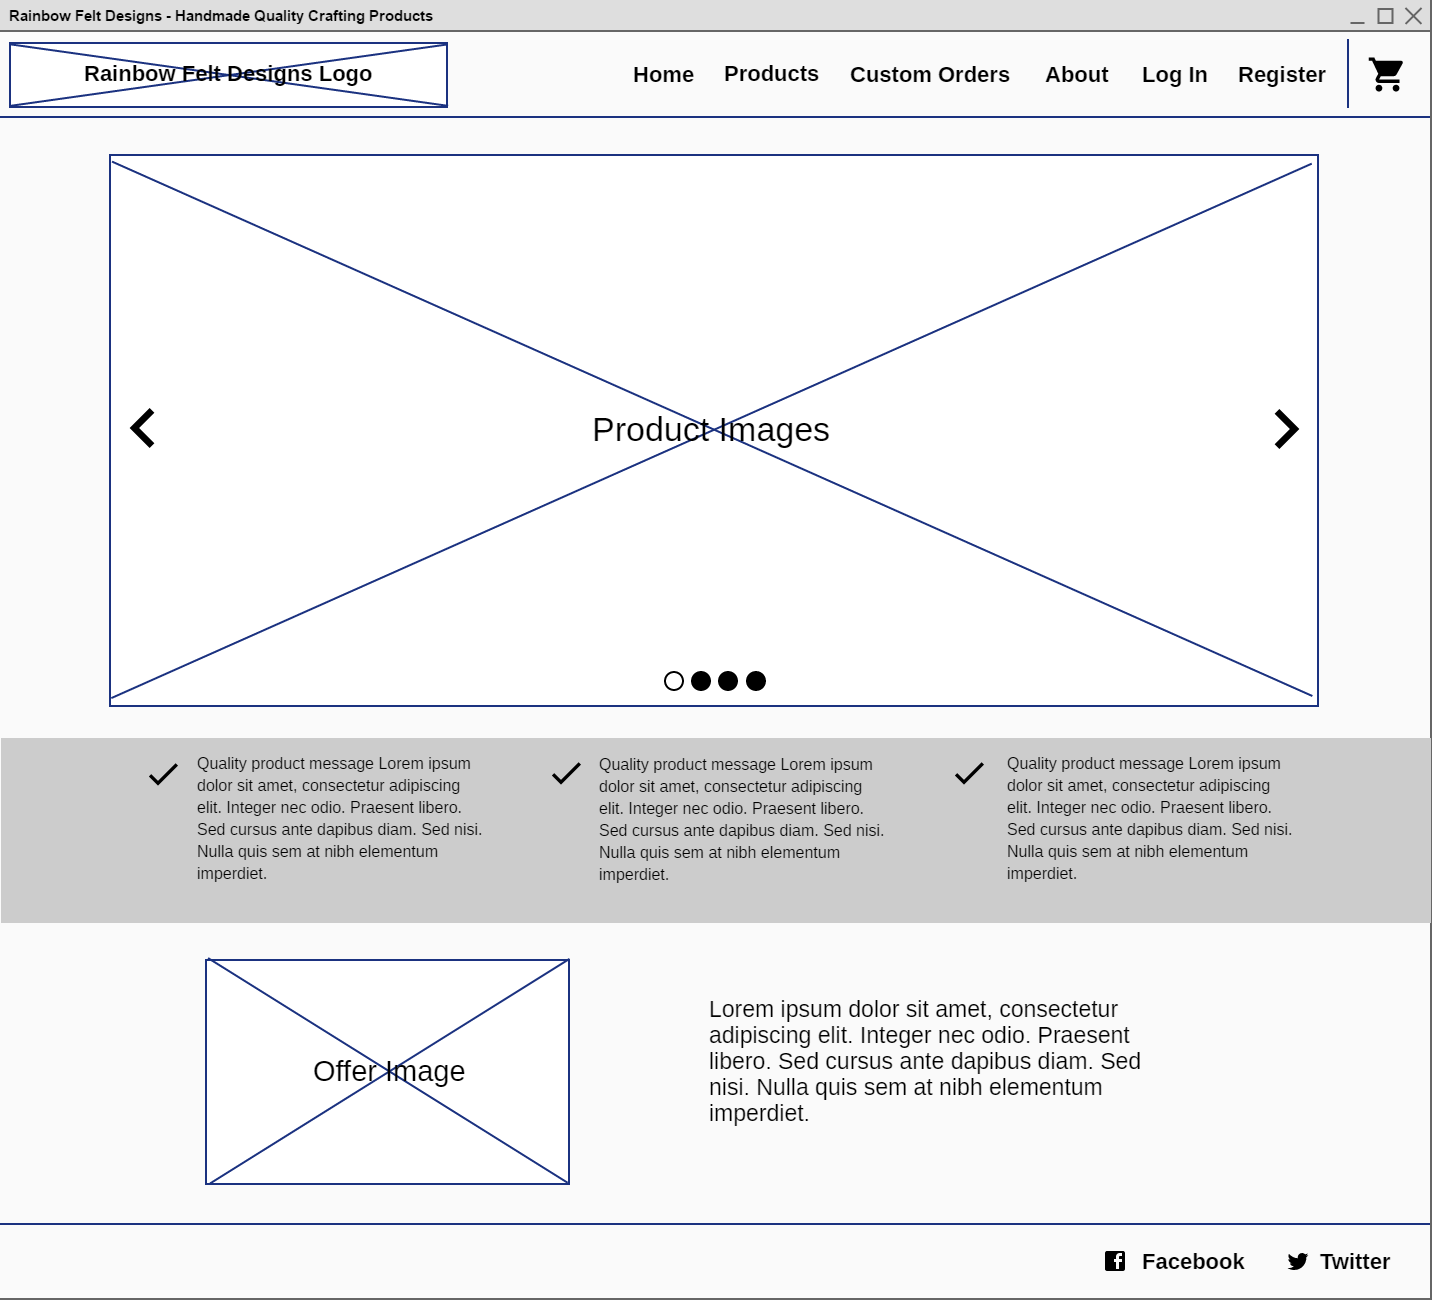 Rainbow Felt Designs - Handmade Quality Crafting Products
Rainbow Felt Designs Logo
Home
Products
Custom Orders
About
Log In
Register
Product Images
Quality product message Lorem ipsum
dolor sit amet, consectetur adipiscing
elit. Integer nec odio. Praesent libero.
Sed cursus ante dapibus diam. Sed nisi.
Nulla quis sem at nibh elementum
imperdiet.
Quality product message Lorem ipsum
dolor sit amet, consectetur adipiscing
elit. Integer nec odio. Praesent libero.
Sed cursus ante dapibus diam. Sed nisi.
Nulla quis sem at nibh elementum
imperdiet.
Quality product message Lorem ipsum
dolor sit amet, consectetur adipiscing
elit. Integer nec odio. Praesent libero.
Sed cursus ante dapibus diam. Sed nisi.
Nulla quis sem at nibh elementum
imperdiet.
Offer Image
Lorem ipsum dolor sit amet, consectetur
adipiscing elit. Integer nec odio. Praesent
libero. Sed cursus ante dapibus diam. Sed
nisi. Nulla quis sem at nibh elementum
imperdiet.
Facebook
Twitter